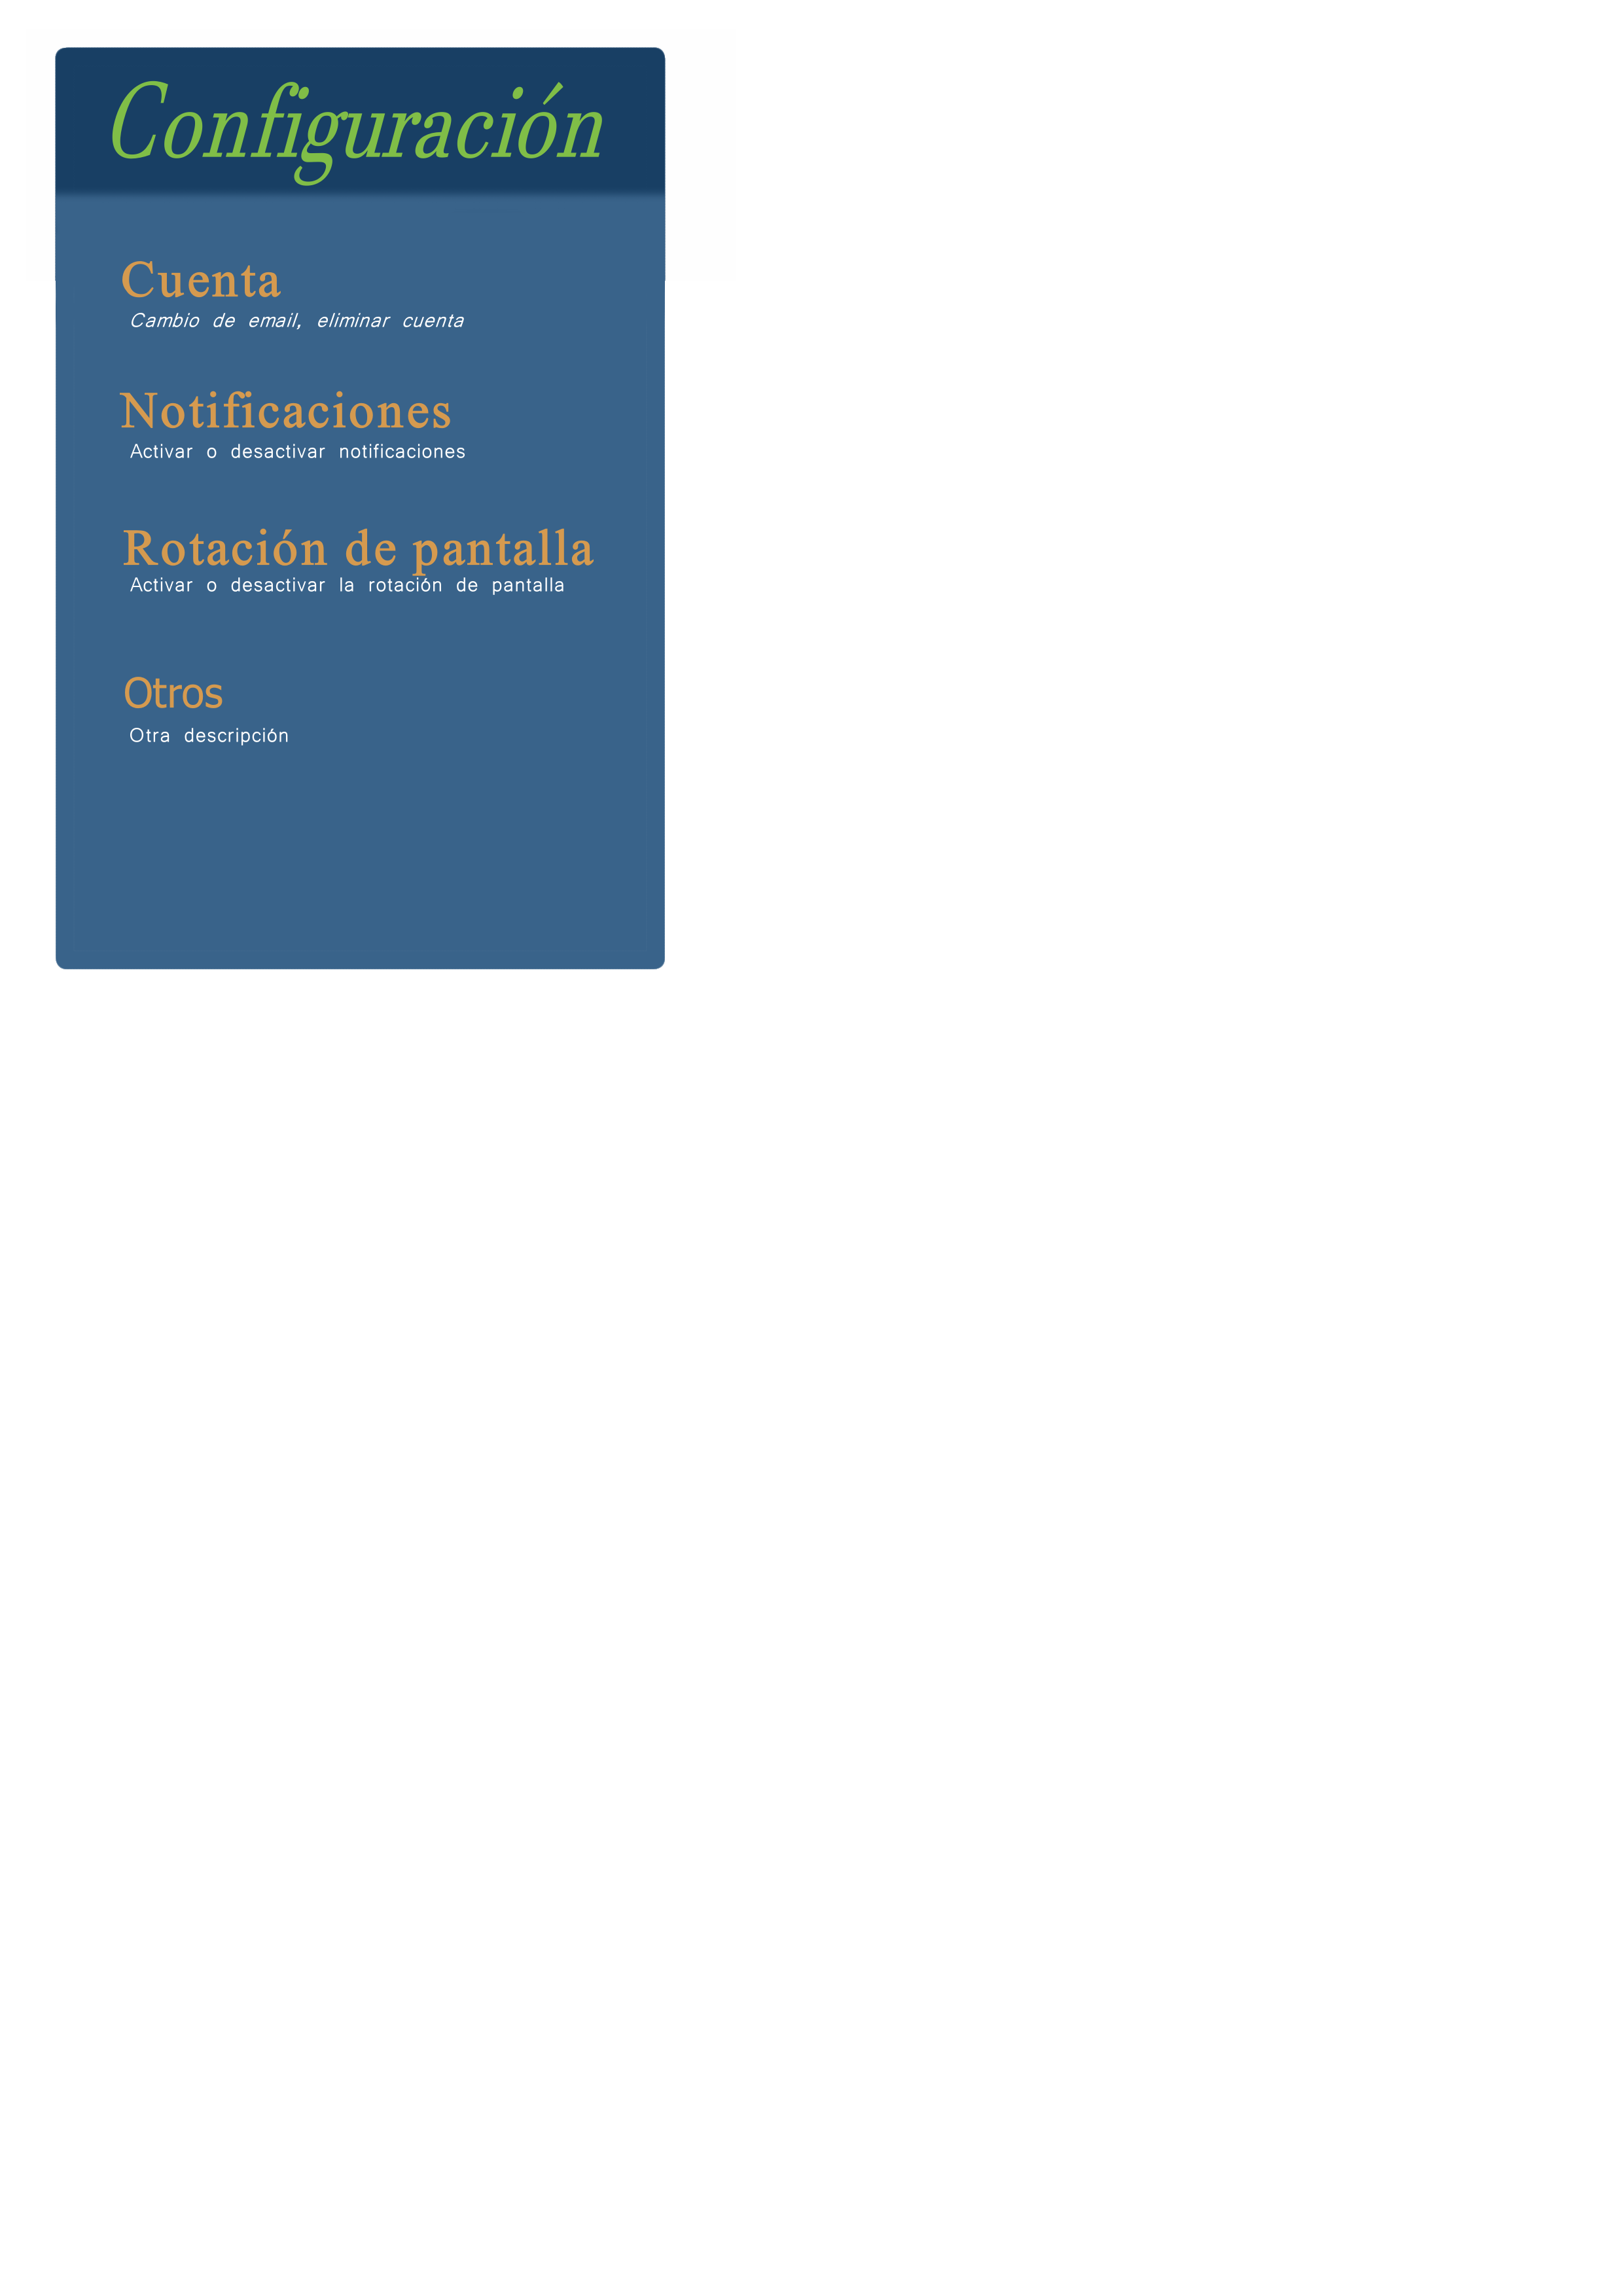 Configuración
Cuenta
Cambio de email, eliminar cuenta
Notificaciones
Activar o desactivar notificaciones
Rotación de pantalla
Activar o desactivar la rotación de pantalla
Otros
Otra descripción